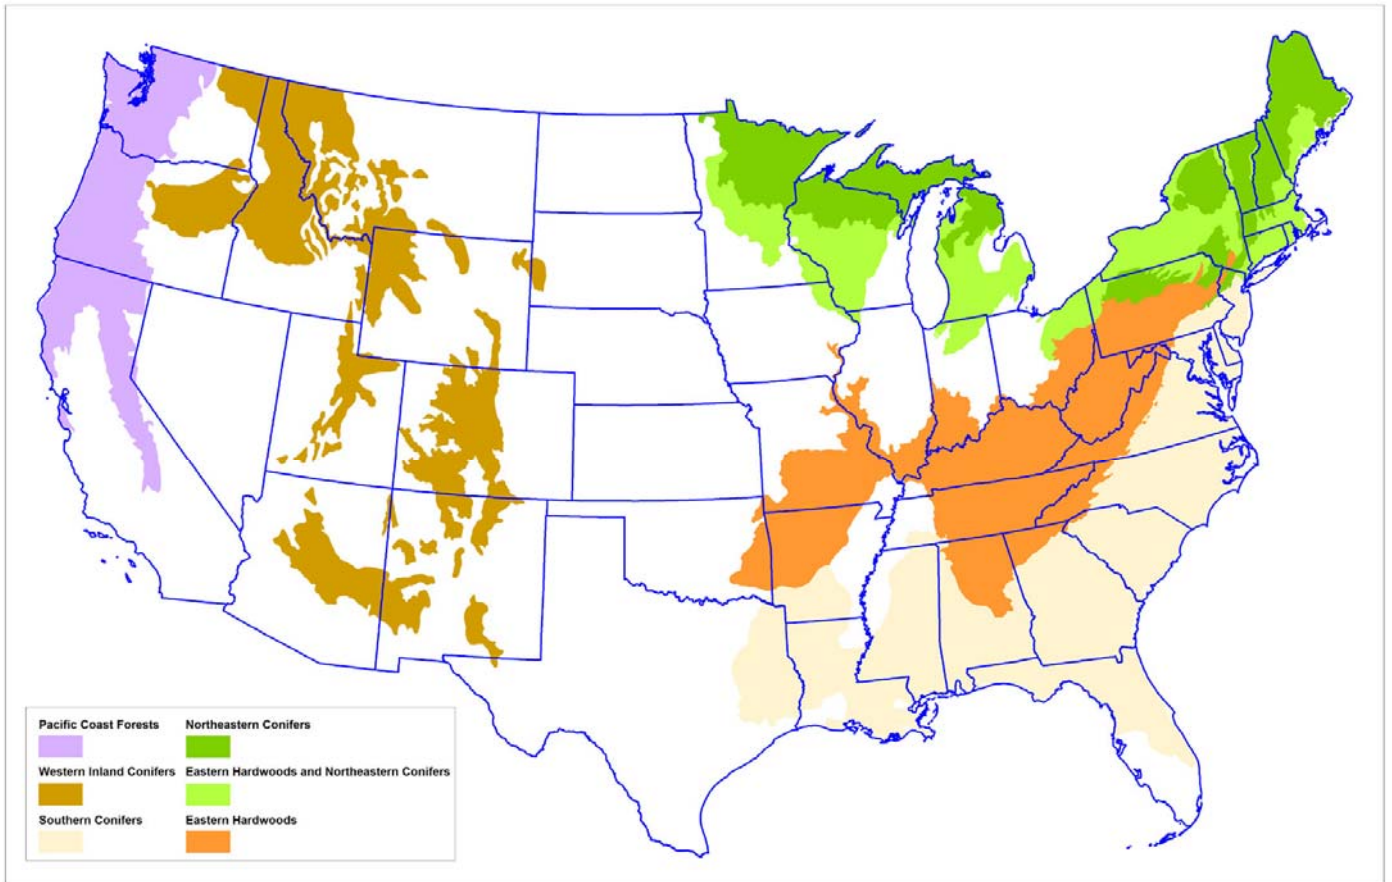 Pacific Coast Forests
Northeastern Conifers
Western Inland Conifers
Eastern Hardwoods and Northeastern Conifers
Southern Conifers
Eastern Hardwoods